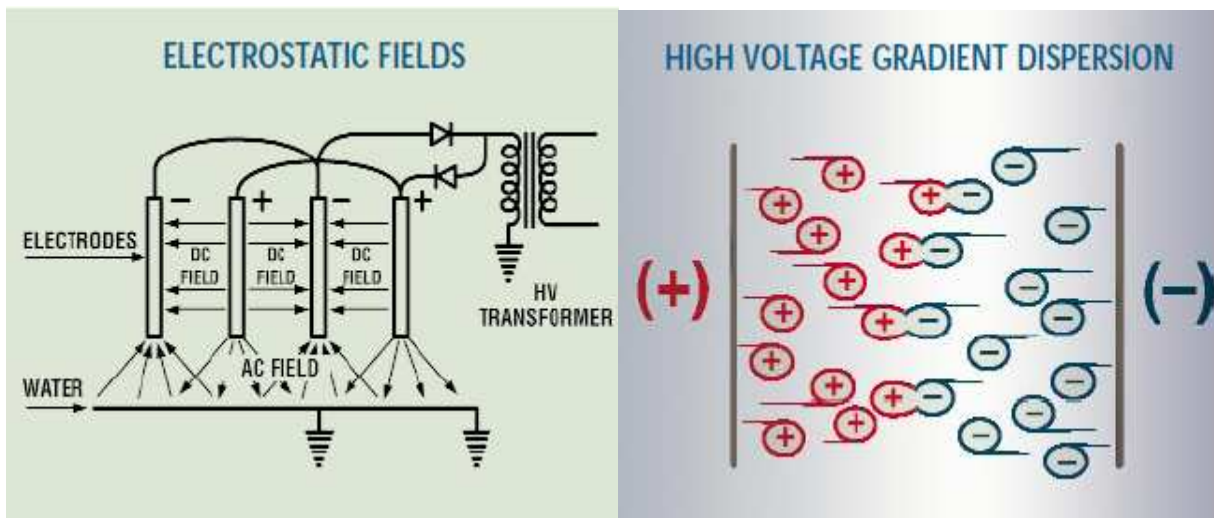 ELECTROSTATIC FIELDS
− + − +
ELECTRODES
DC FIELD
DC FIELD
DC FIELD
HV
TRANSFORMER
AC FIELD
WATER
HIGH VOLTAGE GRADIENT DISPERSION
(+)
(−)
+ + + + + + + + + + + + + + + +
− − − − − − − − − − − − − − − −